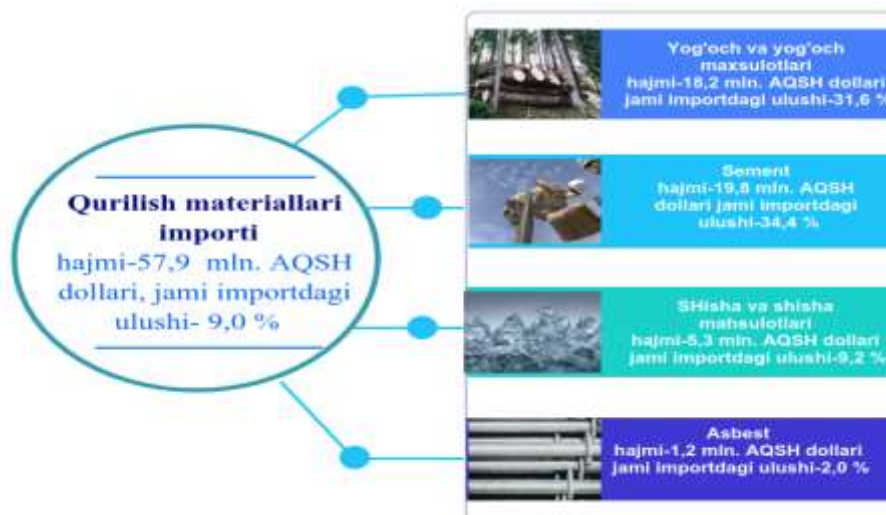 Qurilish materiallari
importi
hajmi-57,9 mln. AQSH
dollari, jami importdagi
ulushi- 9,0 %
Yog'och va yog'och
maxsulotlari
hajmi-18,2 mln. AQSH dollari
jami importdagi ulushi-31,6 %
Sement
hajmi-19,8 mln. AQSH
dollari jami importdagi
ulushi-34,4 %
SHisha va shisha
mahsulotlari
hajmi-5,3 mln. AQSH dollari
jami importdagi ulushi-9,2 %
Asbest
hajmi-1,2 mln. AQSH dollari
jami importdagi ulushi-2,0 %